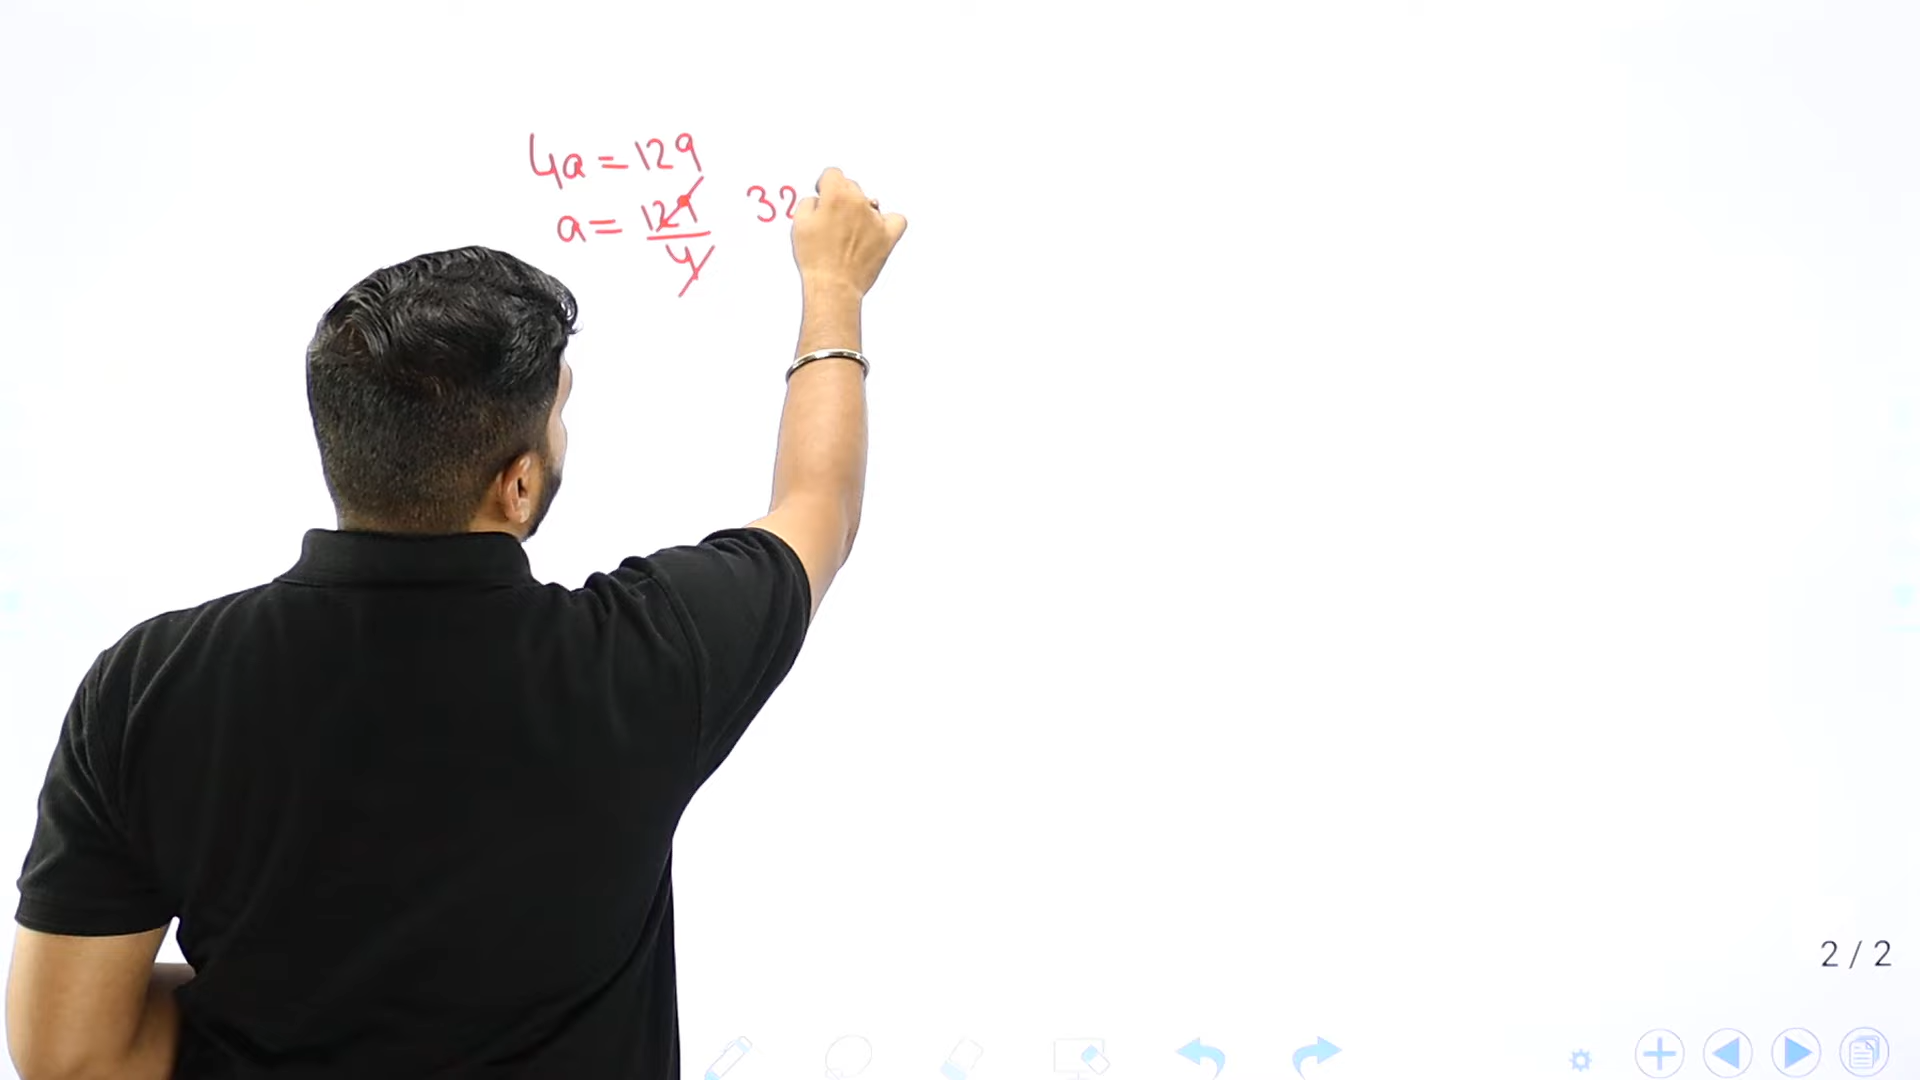 4a = 129
a = 129/4 32
2 / 2